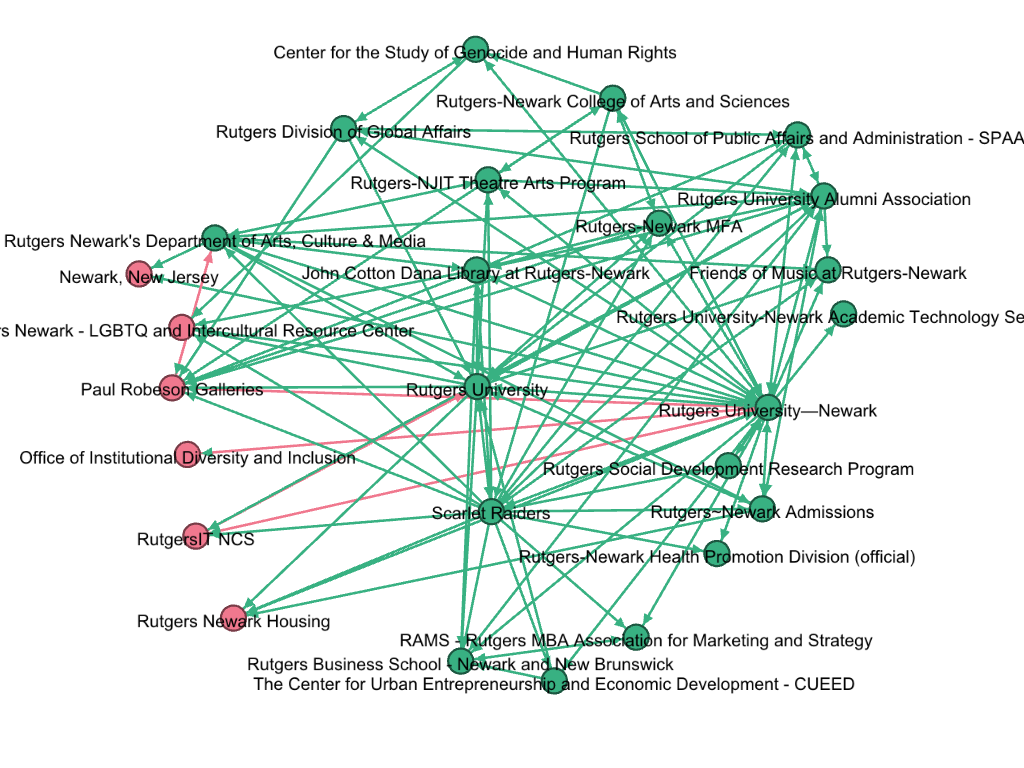 Center for the Study of Genocide and Human Rights
Rutgers-Newark College of Arts and Sciences
Rutgers Division of Global Affairs
Rutgers School of Public Affairs and Administration - SPAA
Rutgers-NJIT Theatre Arts Program
Rutgers University Alumni Association
Rutgers-Newark MFA
Rutgers Newark's Department of Arts, Culture & Media
Newark, New Jersey
John Cotton Dana Library at Rutgers-Newark
Friends of Music at Rutgers-Newark
Rutgers University-Newark Academic Technology Se
rs Newark - LGBTQ and Intercultural Resource Center
Paul Robeson Galleries
Rutgers University
Rutgers University—Newark
Office of Institutional Diversity and Inclusion
Rutgers Social Development Research Program
Scarlet Raiders
Rutgers~Newark Admissions
RutgersIT NCS
Rutgers-Newark Health Promotion Division (official)
Rutgers Newark Housing
RAMS - Rutgers MBA Association for Marketing and Strategy
Rutgers Business School - Newark and New Brunswick
The Center for Urban Entrepreneurship and Economic Development - CUEED